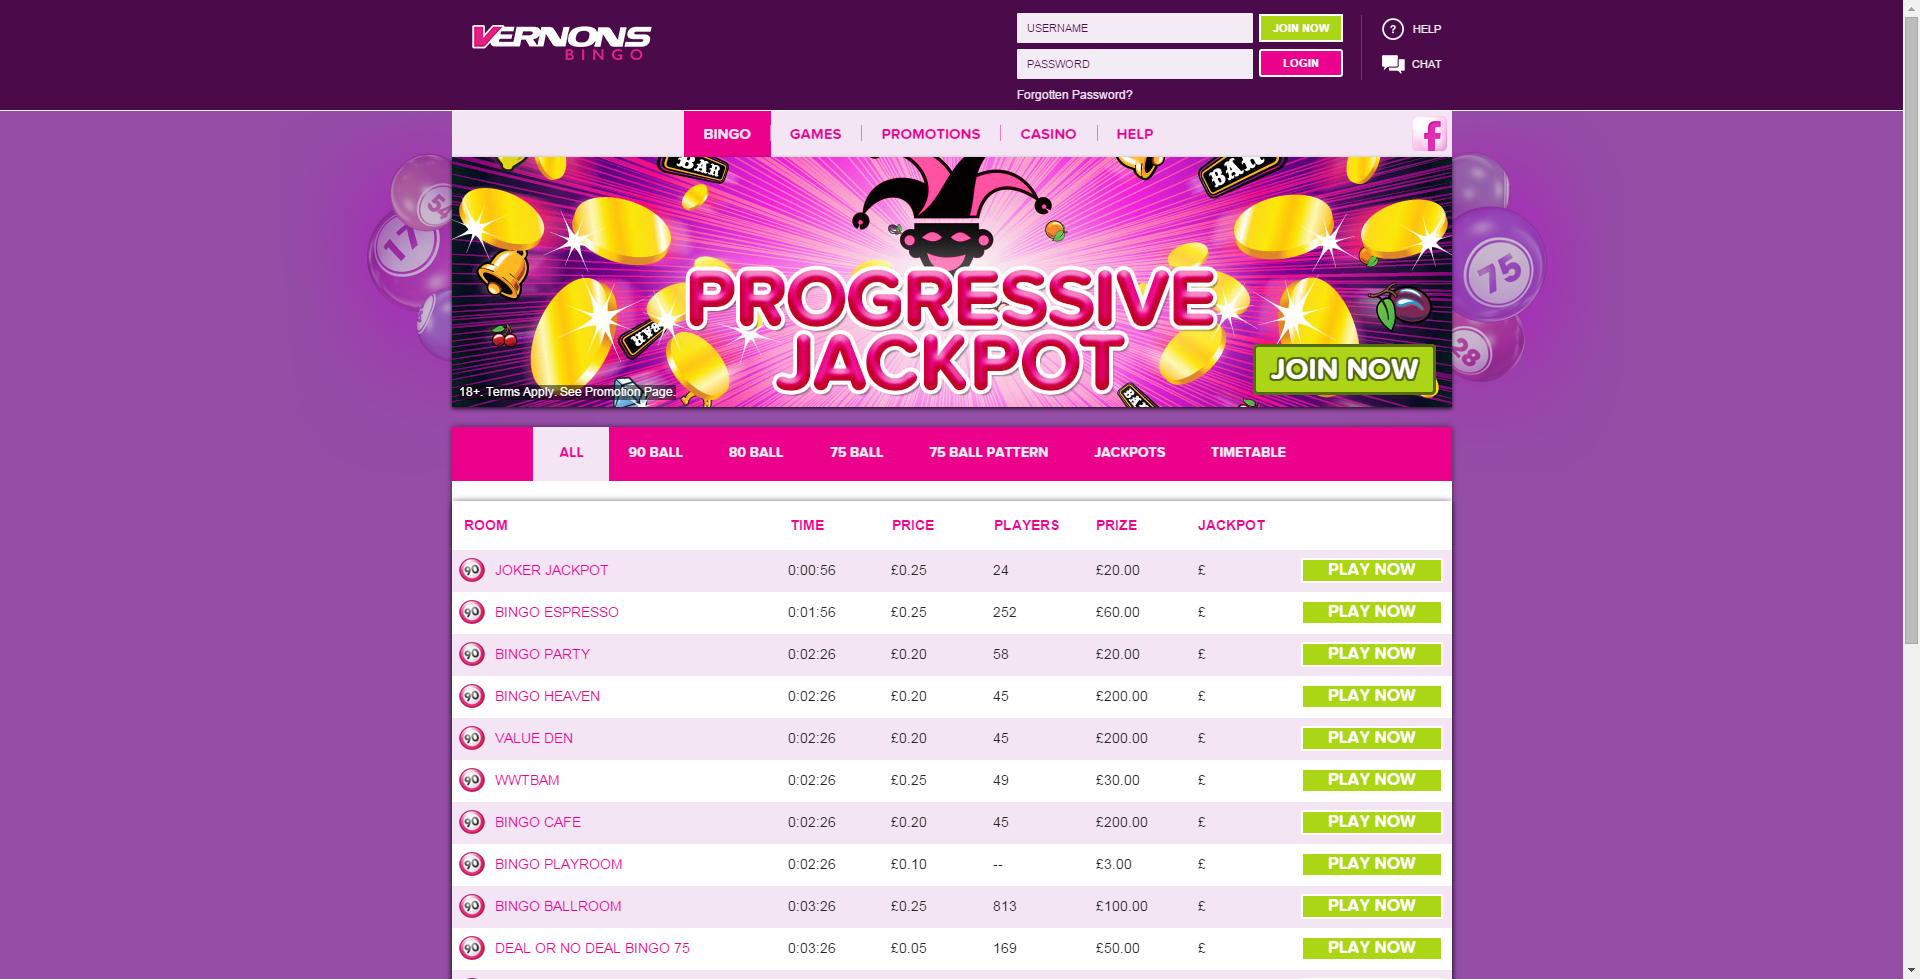 VERNONS
BINGO
USERNAME
JOIN NOW
? HELP
PASSWORD
LOGIN
CHAT
Forgotten Password?
BINGO GAMES PROMOTIONS CASINO HELP f
BAR BAR
54
17
75
28
BAR
BAR
PROGRESSIVE
JACKPOT
JOIN NOW
18+. Terms Apply. See Promotion Page.
ALL 90 BALL 80 BALL 75 BALL 75 BALL PATTERN JACKPOTS TIMETABLE
ROOM TIME PRICE PLAYERS PRIZE JACKPOT
90 JOKER JACKPOT 0:00:56 £0.25 24 £20.00 £ PLAY NOW
90 BINGO ESPRESSO 0:01:56 £0.25 252 £60.00 £ PLAY NOW
90 BINGO PARTY 0:02:26 £0.20 58 £20.00 £ PLAY NOW
90 BINGO HEAVEN 0:02:26 £0.20 45 £200.00 £ PLAY NOW
90 VALUE DEN 0:02:26 £0.20 45 £200.00 £ PLAY NOW
90 WWTBAM 0:02:26 £0.25 49 £30.00 £ PLAY NOW
90 BINGO CAFE 0:02:26 £0.20 45 £200.00 £ PLAY NOW
90 BINGO PLAYROOM 0:02:26 £0.10 -- £3.00 £ PLAY NOW
90 BINGO BALLROOM 0:03:26 £0.25 813 £100.00 £ PLAY NOW
90 DEAL OR NO DEAL BINGO 75 0:03:26 £0.05 169 £50.00 £ PLAY NOW